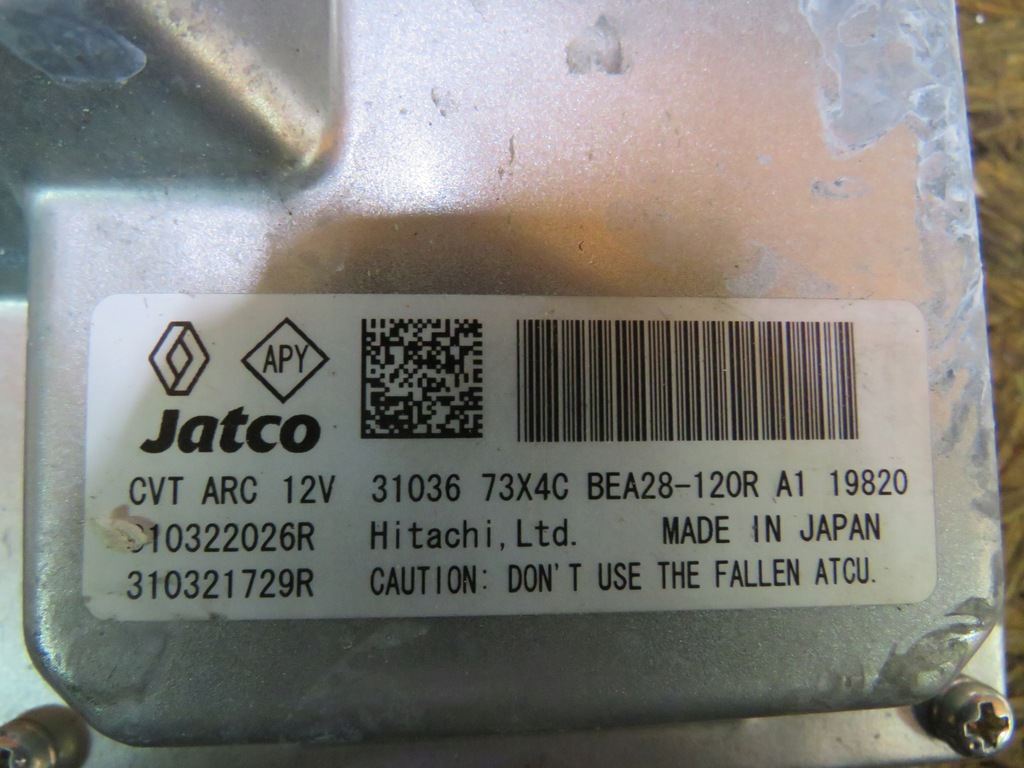 APY
Jatco
CVT ARC 12V 31036 73X4C BEA28-120R A1 19820
310322026R Hitachi,Ltd. MADE IN JAPAN
310321729R CAUTION: DON'T USE THE FALLEN ATCU.